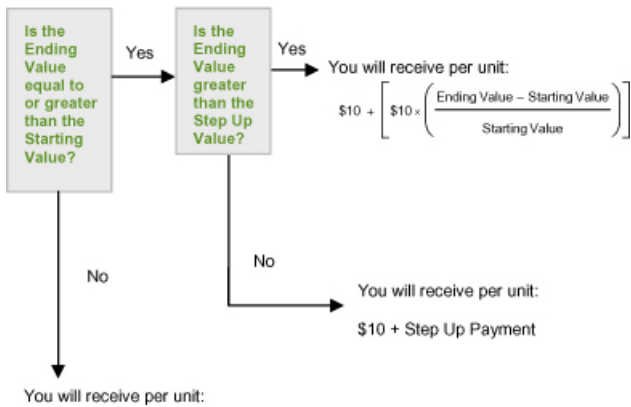 Is the
Ending
Value
equal to
or greater
than the
Starting
Value?
Yes
Is the
Ending
Value
greater
than the
Step Up
Value?
Yes
You will receive per unit:
$10 + [ $10 × ( Ending Value – Starting Value
Starting Value ) ]
No
No
You will receive per unit:
$10 + Step Up Payment
You will receive per unit: